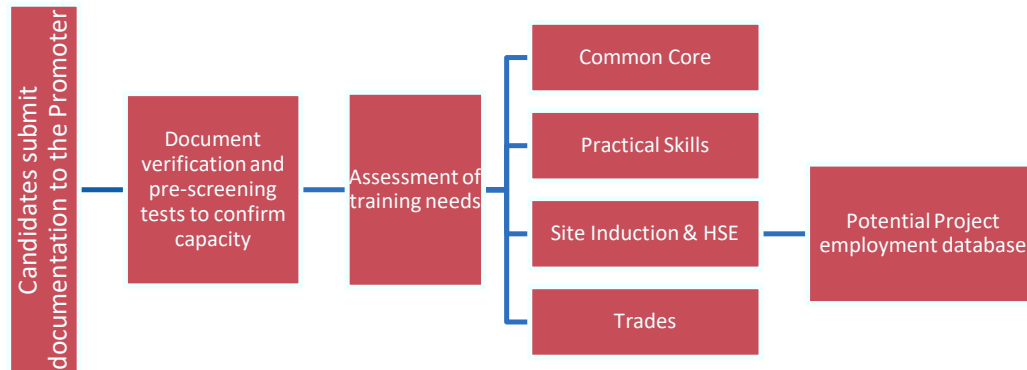 Candidates submit
documentation to the Promoter
Document
verification and
pre-screening
tests to confirm
capacity
Assessment of
training needs
Common Core
Practical Skills
Site Induction & HSE
Trades
Potential Project
employment database